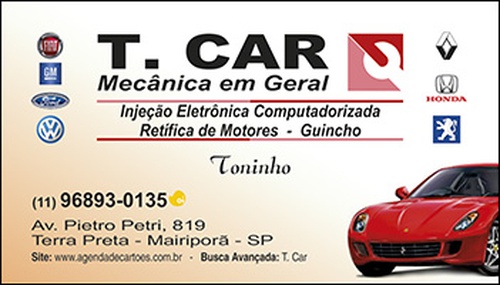 T. CAR
Mecânica em Geral
Injeção Eletrônica Computadorizada
Retífica de Motores - Guincho
Toninho
(11) 96893-0135
Av. Pietro Petri, 819
Terra Preta - Mairiporã - SP
Site: www.agendadecartoes.com.br - Busca Avançada: T. Car
FIAT
GM
Ford
HONDA